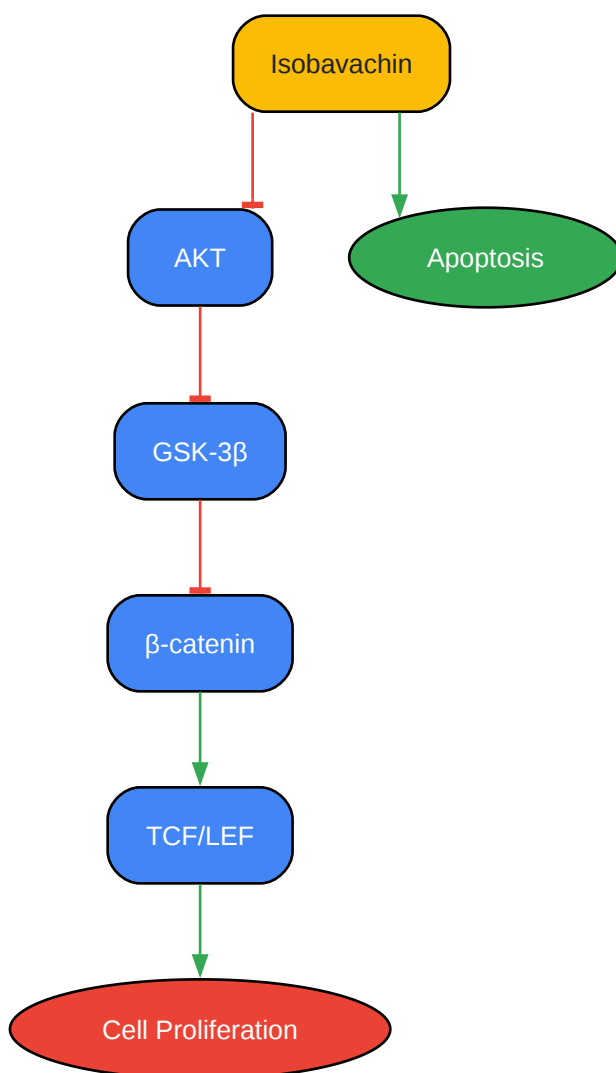 Isobavachin
AKT
Apoptosis
GSK-3β
β-catenin
TCF/LEF
Cell Proliferation